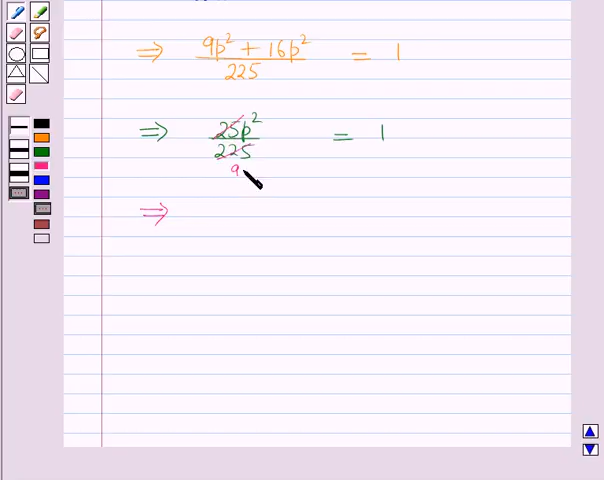 ⇒ 9p² + 16p² / 225 = 1
⇒ 25p² / 225 = 1
9
⇒